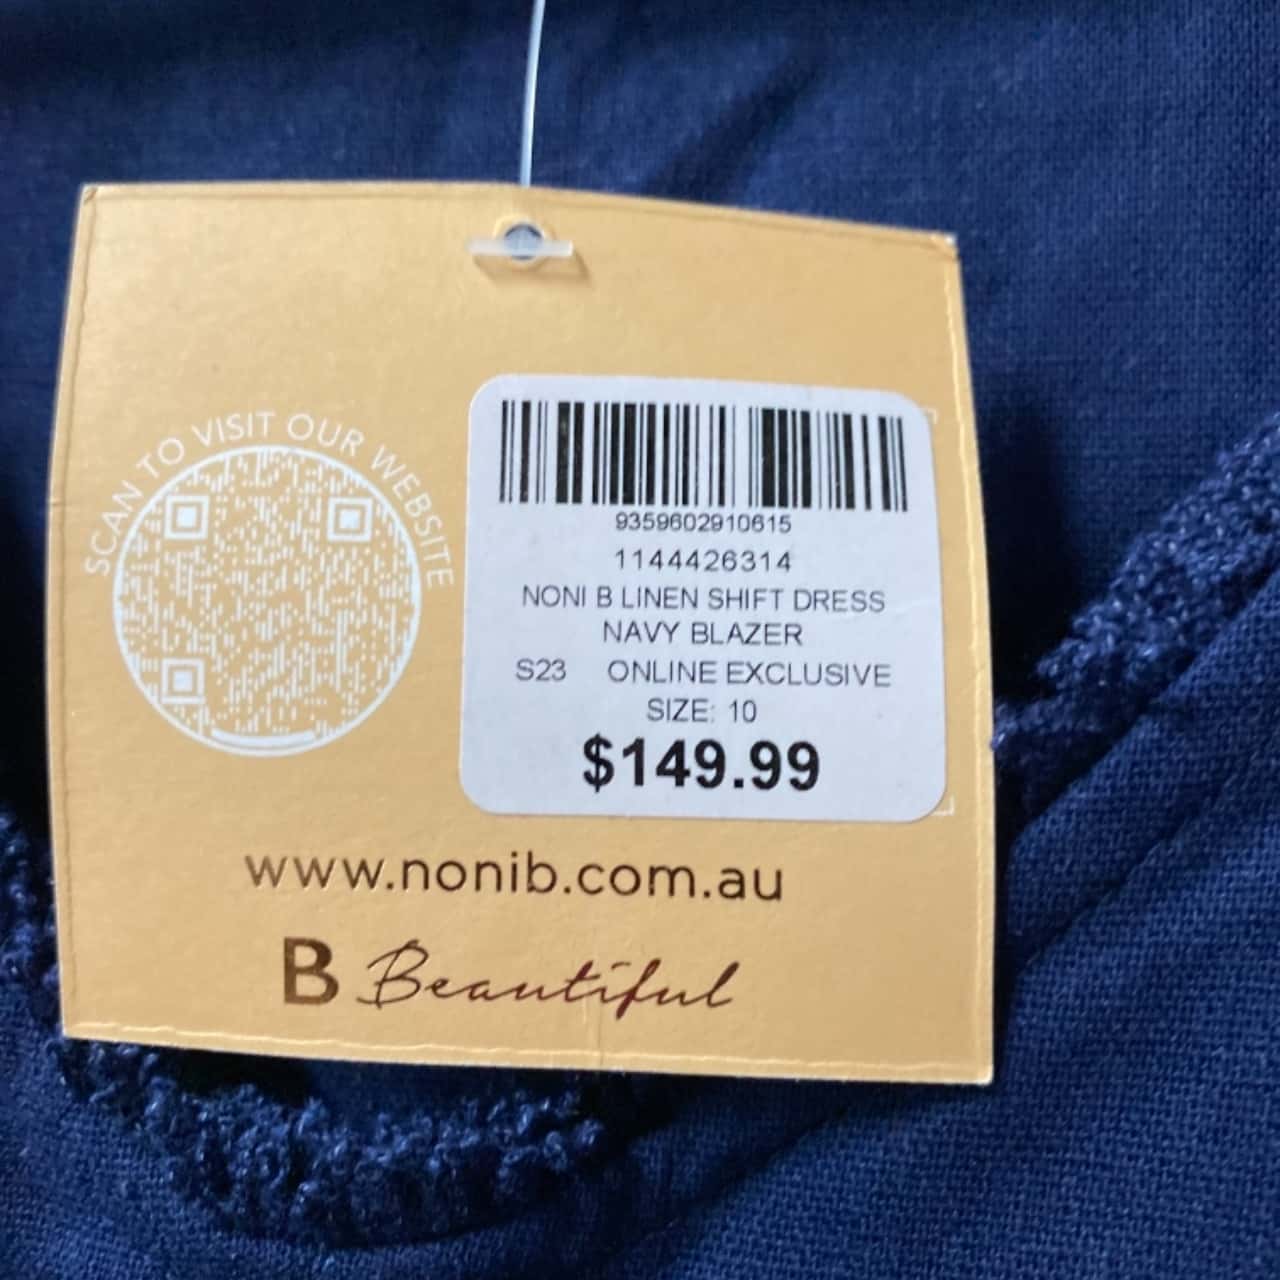 SCAN TO VISIT OUR WEBSITE
9359602910615
1144426314
NONI B LINEN SHIFT DRESS
NAVY BLAZER
S23 ONLINE EXCLUSIVE
SIZE: 10
$149.99
www.nonib.com.au
B Beautiful